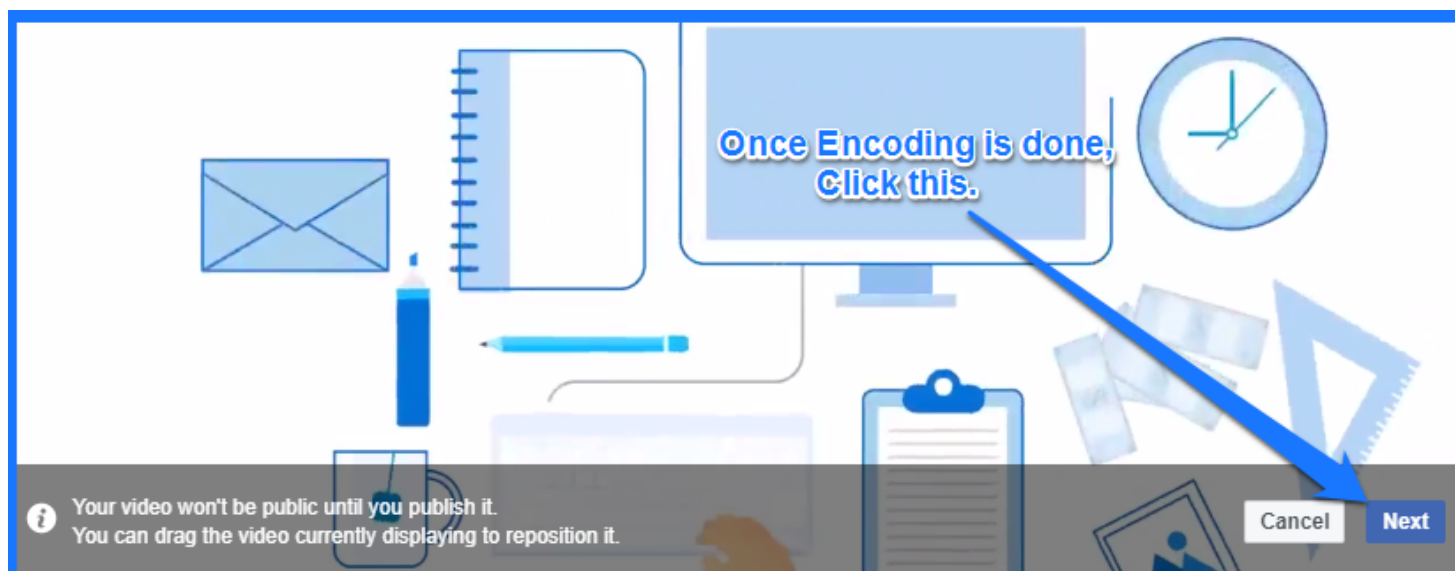 Once Encoding is done,
Click this.
Your video won't be public until you publish it.
You can drag the video currently displaying to reposition it.
Cancel
Next